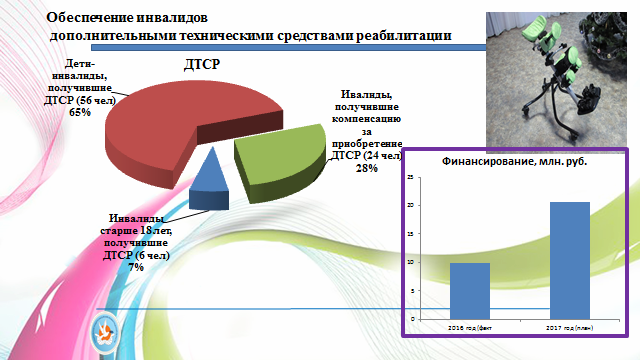 Обеспечение инвалидов
дополнительными техническими средствами реабилитации
ДТСР
Дети-
инвалиды,
получившие
ДТСР (56 чел)
65%
Ивалиды,
получившие
компенсацию
за
приобретение
ДТСР (24 чел)
28%
Инвалиды
старше 18 лет,
получившие
ДТСР (6 чел)
7%
Финансирование, млн. руб.
25
20
15
10
5
0
2016 год (факт
2017 год (план)